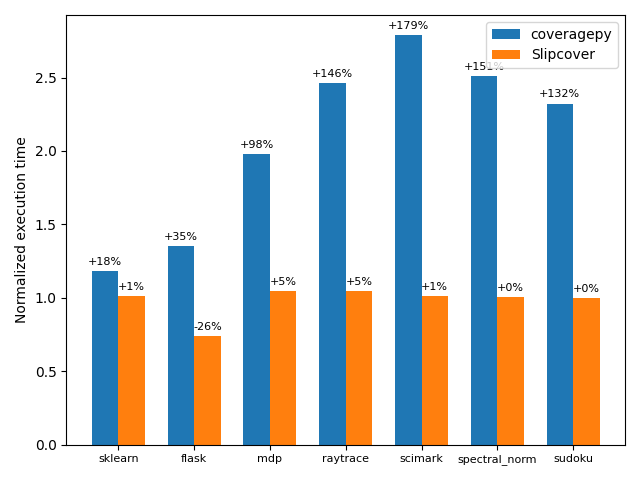 coveragepy
Slipcover
+179%
+146%
+151%
+132%
+98%
+35%
+18%
+1%
-26%
+5%
+5%
+1%
+0%
+0%
Normalized execution time
2.5
2.0
1.5
1.0
0.5
0.0
sklearn
flask
mdp
raytrace
scimark
spectral_norm
sudoku